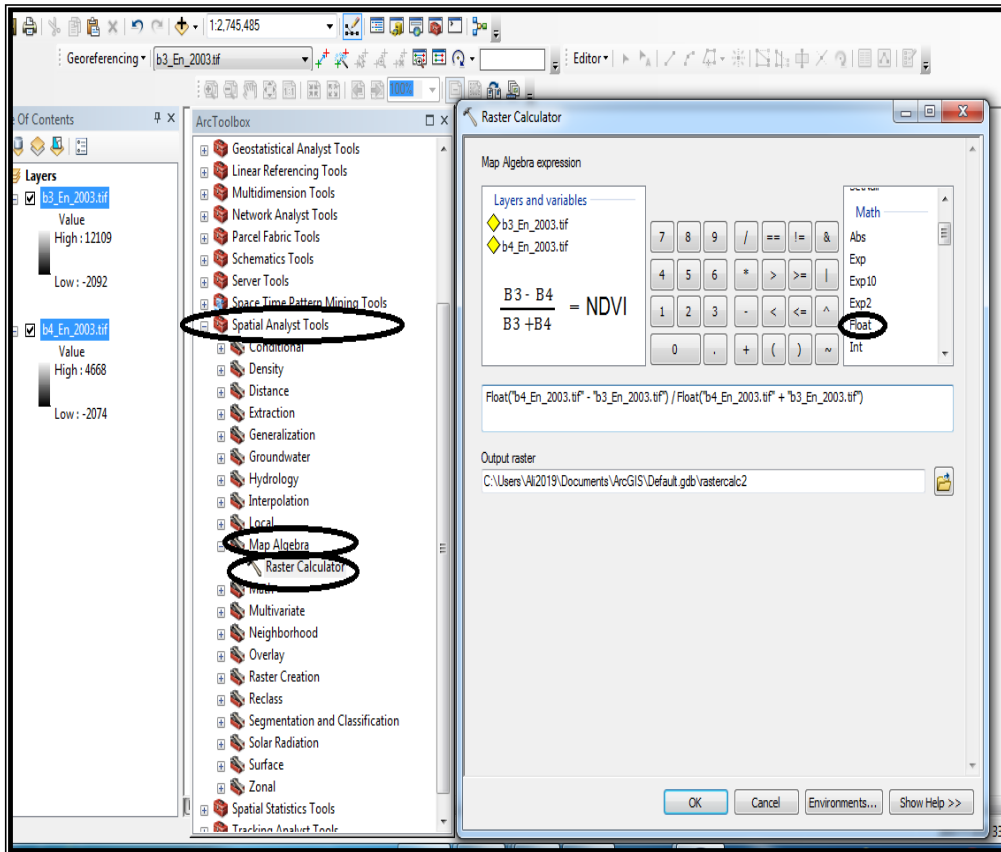 1:2,745,485
Georeferencing
b3_En_2003.tif
Editor
100%
Of Contents
Layers
b3_En_2003.tif
Value
High : 12109
Low : -2092
b4_En_2003.tif
Value
High : 4668
Low : -2074
ArcToolbox
Geostatistical Analyst Tools
Linear Referencing Tools
Multidimension Tools
Network Analyst Tools
Parcel Fabric Tools
Schematics Tools
Server Tools
Space Time Pattern Mining Tools
Spatial Analyst Tools
Conditional
Density
Distance
Extraction
Generalization
Groundwater
Hydrology
Interpolation
Local
Map Algebra
Raster Calculator
Math
Multivariate
Neighborhood
Overlay
Raster Creation
Reclass
Segmentation and Classification
Solar Radiation
Surface
Zonal
Spatial Statistics Tools
Tracking Analyst Tools
Raster Calculator
Map Algebra expression
Layers and variables
b3_En_2003.tif
b4_En_2003.tif
B3 - B4
= NDVI
B3 +B4
7 8 9 / == != &
4 5 6 * > >= |
1 2 3 - < <= ^
0 . + ( ) ~
SetNull
Math
Abs
Exp
Exp10
Exp2
Float
Int
Float("b4_En_2003.tif" - "b3_En_2003.tif") / Float("b4_En_2003.tif" + "b3_En_2003.tif")
Output raster
C:\Users\Ali2019\Documents\ArcGIS\Default.gdb\rastercalc2
OK Cancel Environments... Show Help >>
33